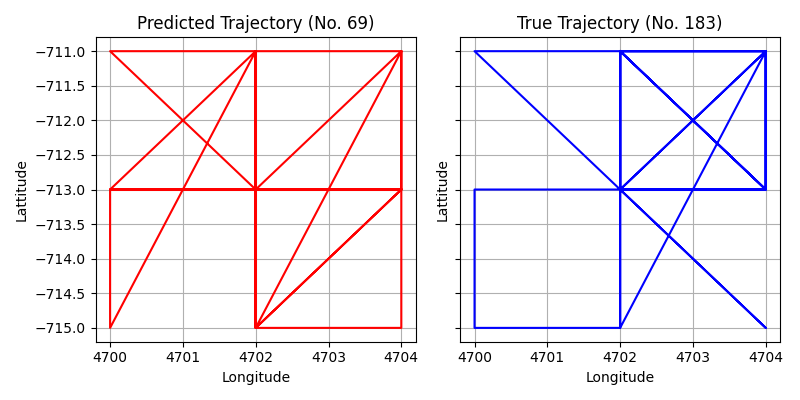 Predicted Trajectory (No. 69)
True Trajectory (No. 183)
−711.0
−711.5
−712.0
−712.5
−713.0
−713.5
−714.0
−714.5
−715.0
Lattitude
Lattitude
4700 4701 4702 4703 4704
4700 4701 4702 4703 4704
Longitude
Longitude